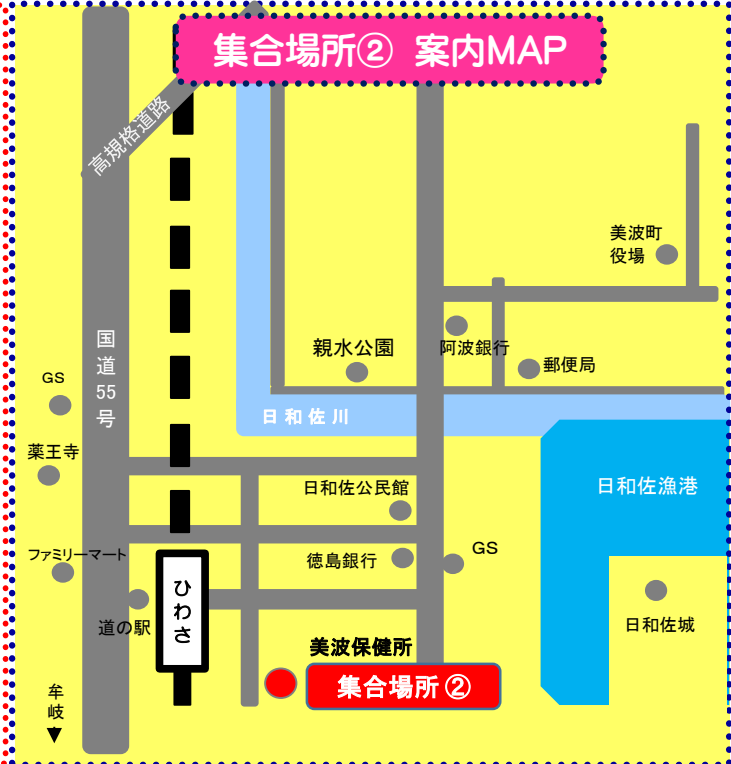 集合場所② 案内MAP
高規格道路
美波町
役場
国道55号
親水公園
阿波銀行
郵便局
GS
日和佐川
薬王寺
日和佐公民館
日和佐漁港
ファミリーマート
徳島銀行
GS
ひわさ
道の駅
日和佐城
美波保健所
集合場所②
牟岐
▼